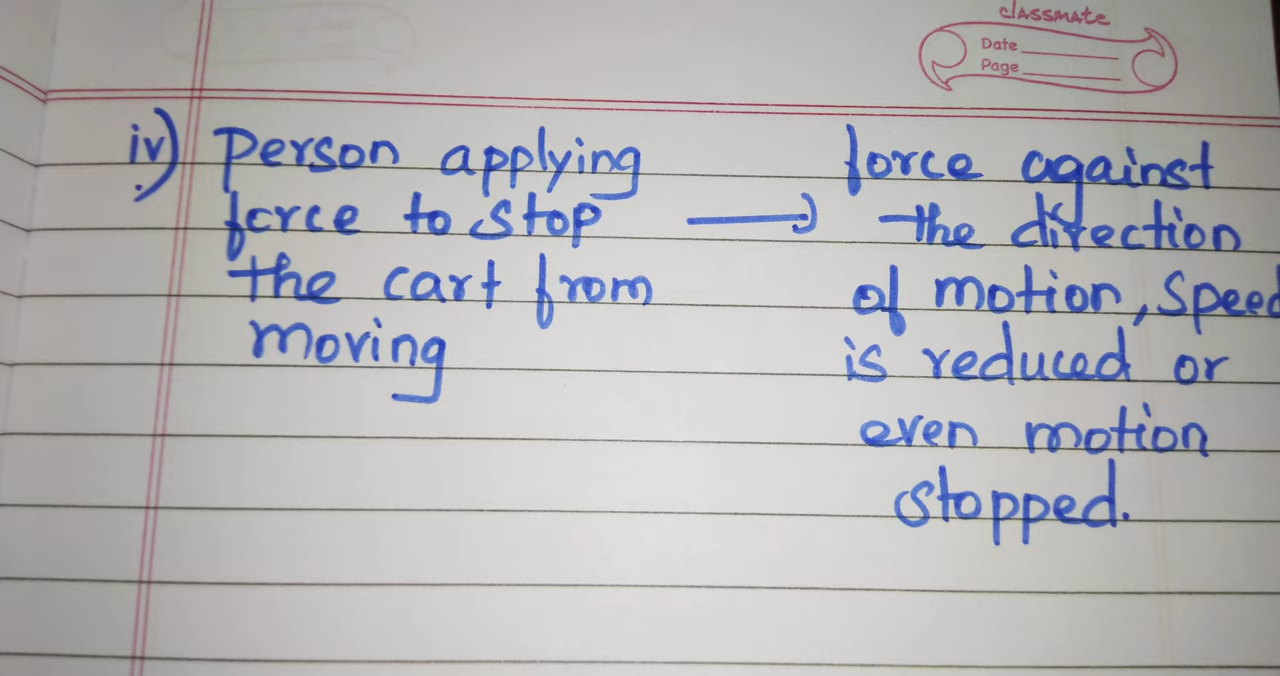 classmate
Date
Page
iv) Person applying
force to stop
the cart from
moving
→ force against
the direction
of motion, speed
is reduced or
even motion
stopped.